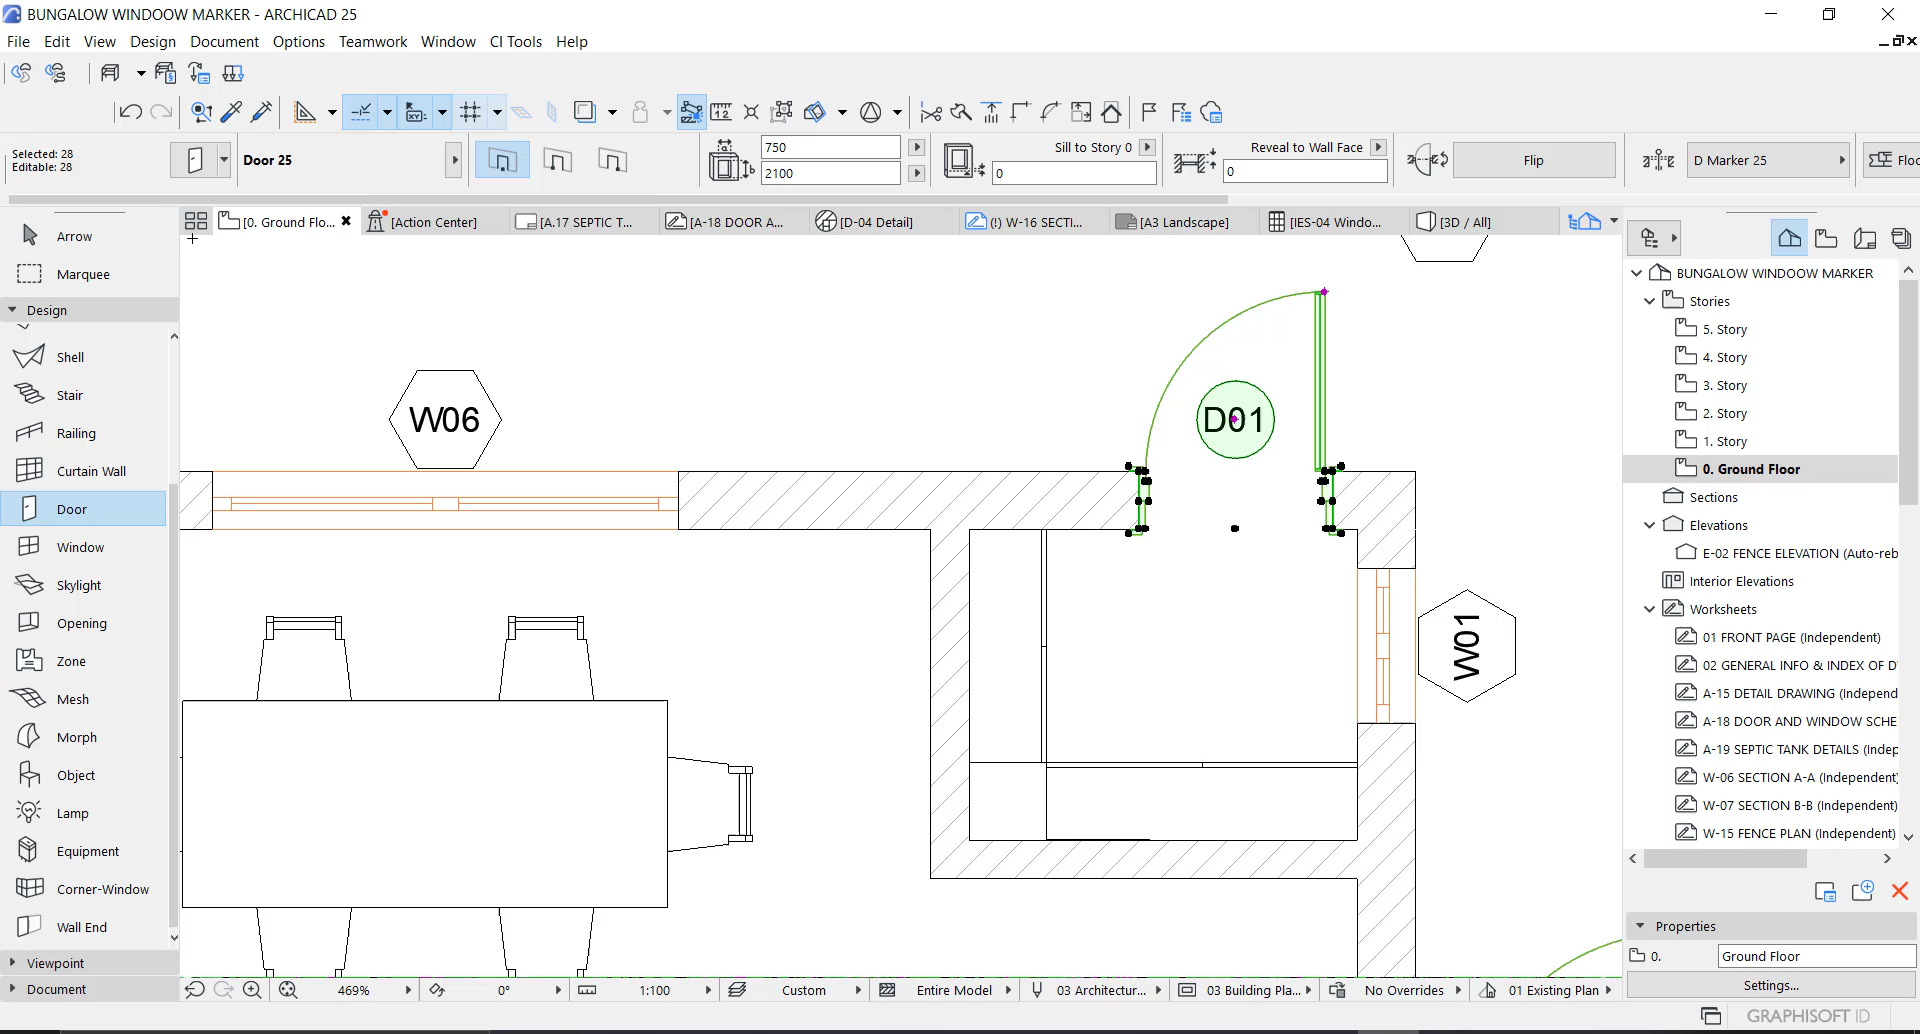 BUNGALOW WINDOOW MARKER - ARCHICAD 25
File Edit View Design Document Options Teamwork Window CI Tools Help
Selected: 28
Editable: 28
Door 25
750
2100
Sill to Story 0
0
Reveal to Wall Face
0
Flip
D Marker 25
Floo
[0. Ground Flo...
[Action Center]
[A.17 SEPTIC T...
[A-18 DOOR A...
[D-04 Detail]
(!) W-16 SECTI...
[A3 Landscape]
[IES-04 Windo...
[3D / All]
Arrow
Marquee
Design
Shell
Stair
Railing
Curtain Wall
Door
Window
Skylight
Opening
Zone
Mesh
Morph
Object
Lamp
Equipment
Corner-Window
Wall End
Viewpoint
Document
W06
D01
W01
BUNGALOW WINDOOW MARKER
Stories
5. Story
4. Story
3. Story
2. Story
1. Story
0. Ground Floor
Sections
Elevations
E-02 FENCE ELEVATION (Auto-reb
Interior Elevations
Worksheets
01 FRONT PAGE (Independent)
02 GENERAL INFO & INDEX OF D
A-15 DETAIL DRAWING (Independ
A-18 DOOR AND WINDOW SCHE
A-19 SEPTIC TANK DETAILS (Indep
W-06 SECTION A-A (Independent)
W-07 SECTION B-B (Independent)
W-15 FENCE PLAN (Independent)
Properties
0. Ground Floor
Settings...
469% 0° 1:100 Custom Entire Model 03 Architectur... 03 Building Pla... No Overrides 01 Existing Plan
GRAPHISOFT ID